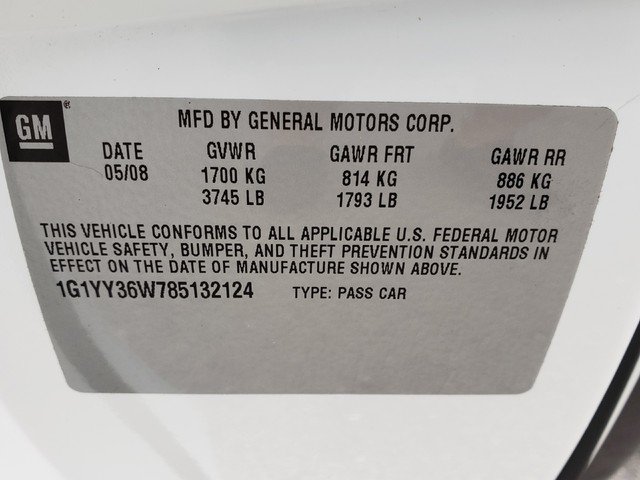 GM®
MFD BY GENERAL MOTORS CORP.
DATE GVWR GAWR FRT GAWR RR
05/08 1700 KG 814 KG 886 KG
3745 LB 1793 LB 1952 LB
THIS VEHICLE CONFORMS TO ALL APPLICABLE U.S. FEDERAL MOTOR
VEHICLE SAFETY, BUMPER, AND THEFT PREVENTION STANDARDS IN
EFFECT ON THE DATE OF MANUFACTURE SHOWN ABOVE.
1G1YY36W785132124 TYPE: PASS CAR